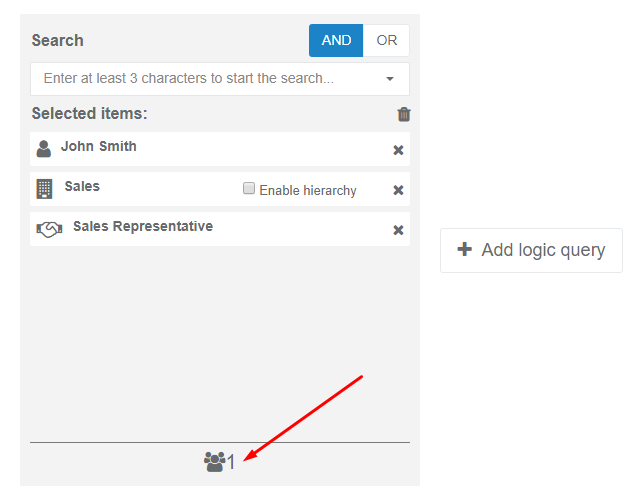 Search
AND OR
Enter at least 3 characters to start the search...
Selected items:
John Smith
Sales
Enable hierarchy
Sales Representative
Add logic query
1